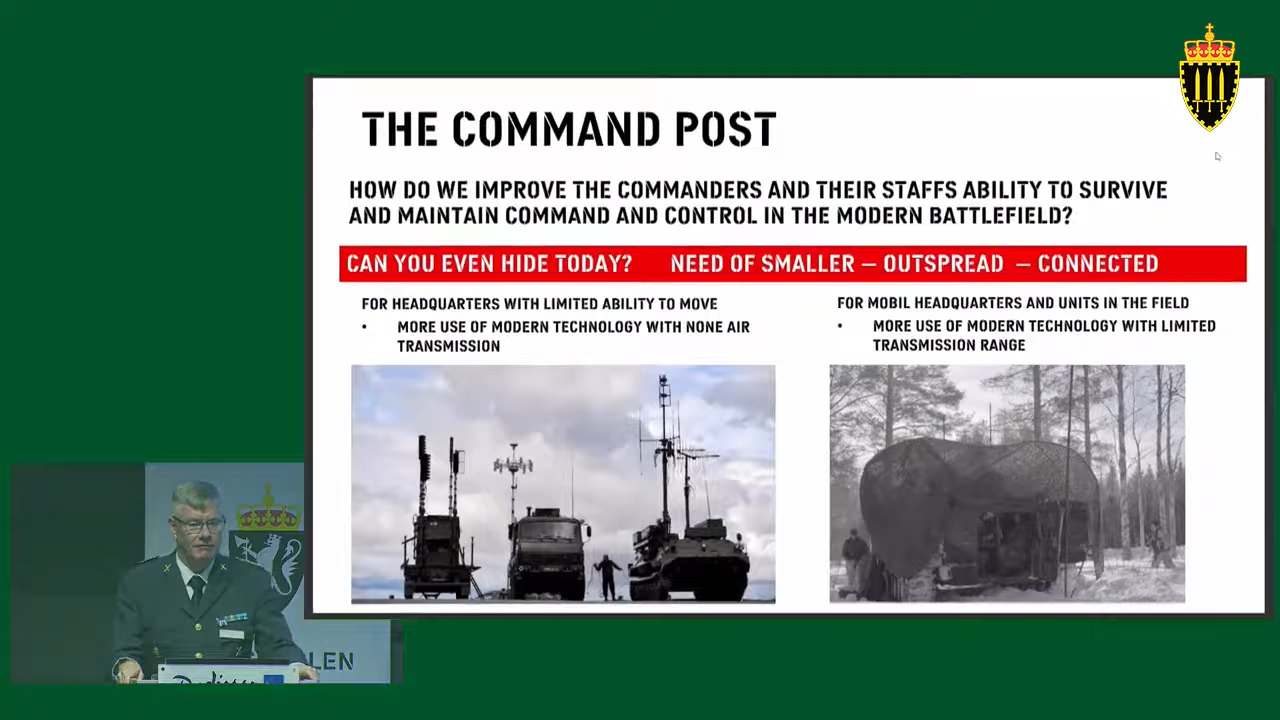 THE COMMAND POST
HOW DO WE IMPROVE THE COMMANDERS AND THEIR STAFFS ABILITY TO SURVIVE
AND MAINTAIN COMMAND AND CONTROL IN THE MODERN BATTLEFIELD?
CAN YOU EVEN HIDE TODAY? NEED OF SMALLER – OUTSPREAD – CONNECTED
FOR HEADQUARTERS WITH LIMITED ABILITY TO MOVE
• MORE USE OF MODERN TECHNOLOGY WITH NONE AIR
TRANSMISSION
FOR MOBIL HEADQUARTERS AND UNITS IN THE FIELD
• MORE USE OF MODERN TECHNOLOGY WITH LIMITED
TRANSMISSION RANGE
LEN